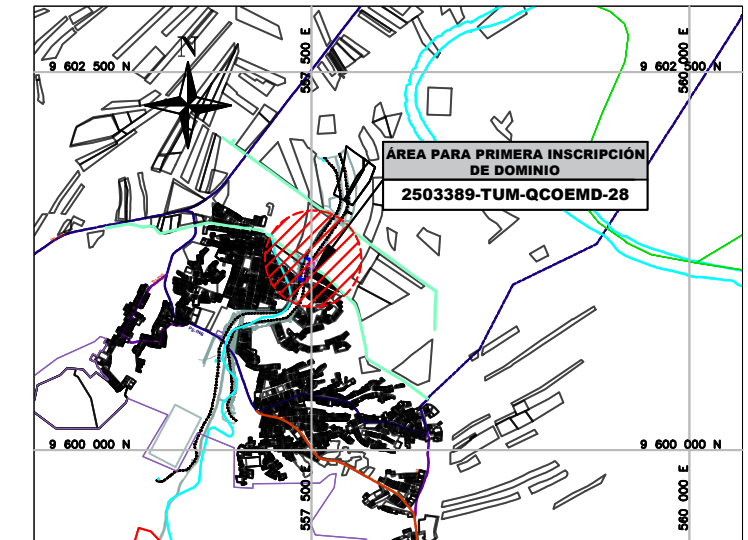 N
9 602 500 N
557 500 E
560 000 E
602 500 N
ÁREA PARA PRIMERA INSCRIPCIÓN
DE DOMINIO
2503389-TUM-QCOEMD-28
9 600 000 N
9 600 000 N
557 500 E
560 000 E